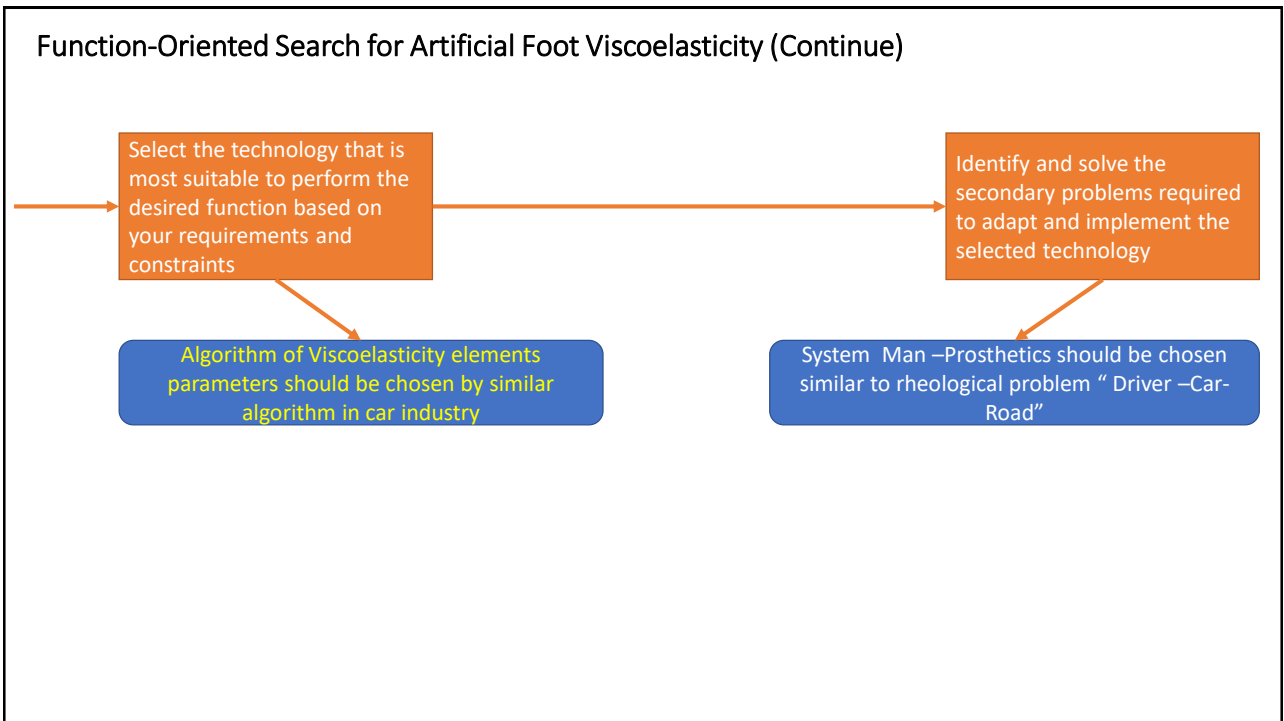 Function-Oriented Search for Artificial Foot Viscoelasticity (Continue)
Select the technology that is
most suitable to perform the
desired function based on
your requirements and
constraints
Identify and solve the
secondary problems required
to adapt and implement the
selected technology
Algorithm of Viscoelasticity elements
parameters should be chosen by similar
algorithm in car industry
System  Man –Prosthetics should be chosen
similar to rheological problem “ Driver –Car-
Road”